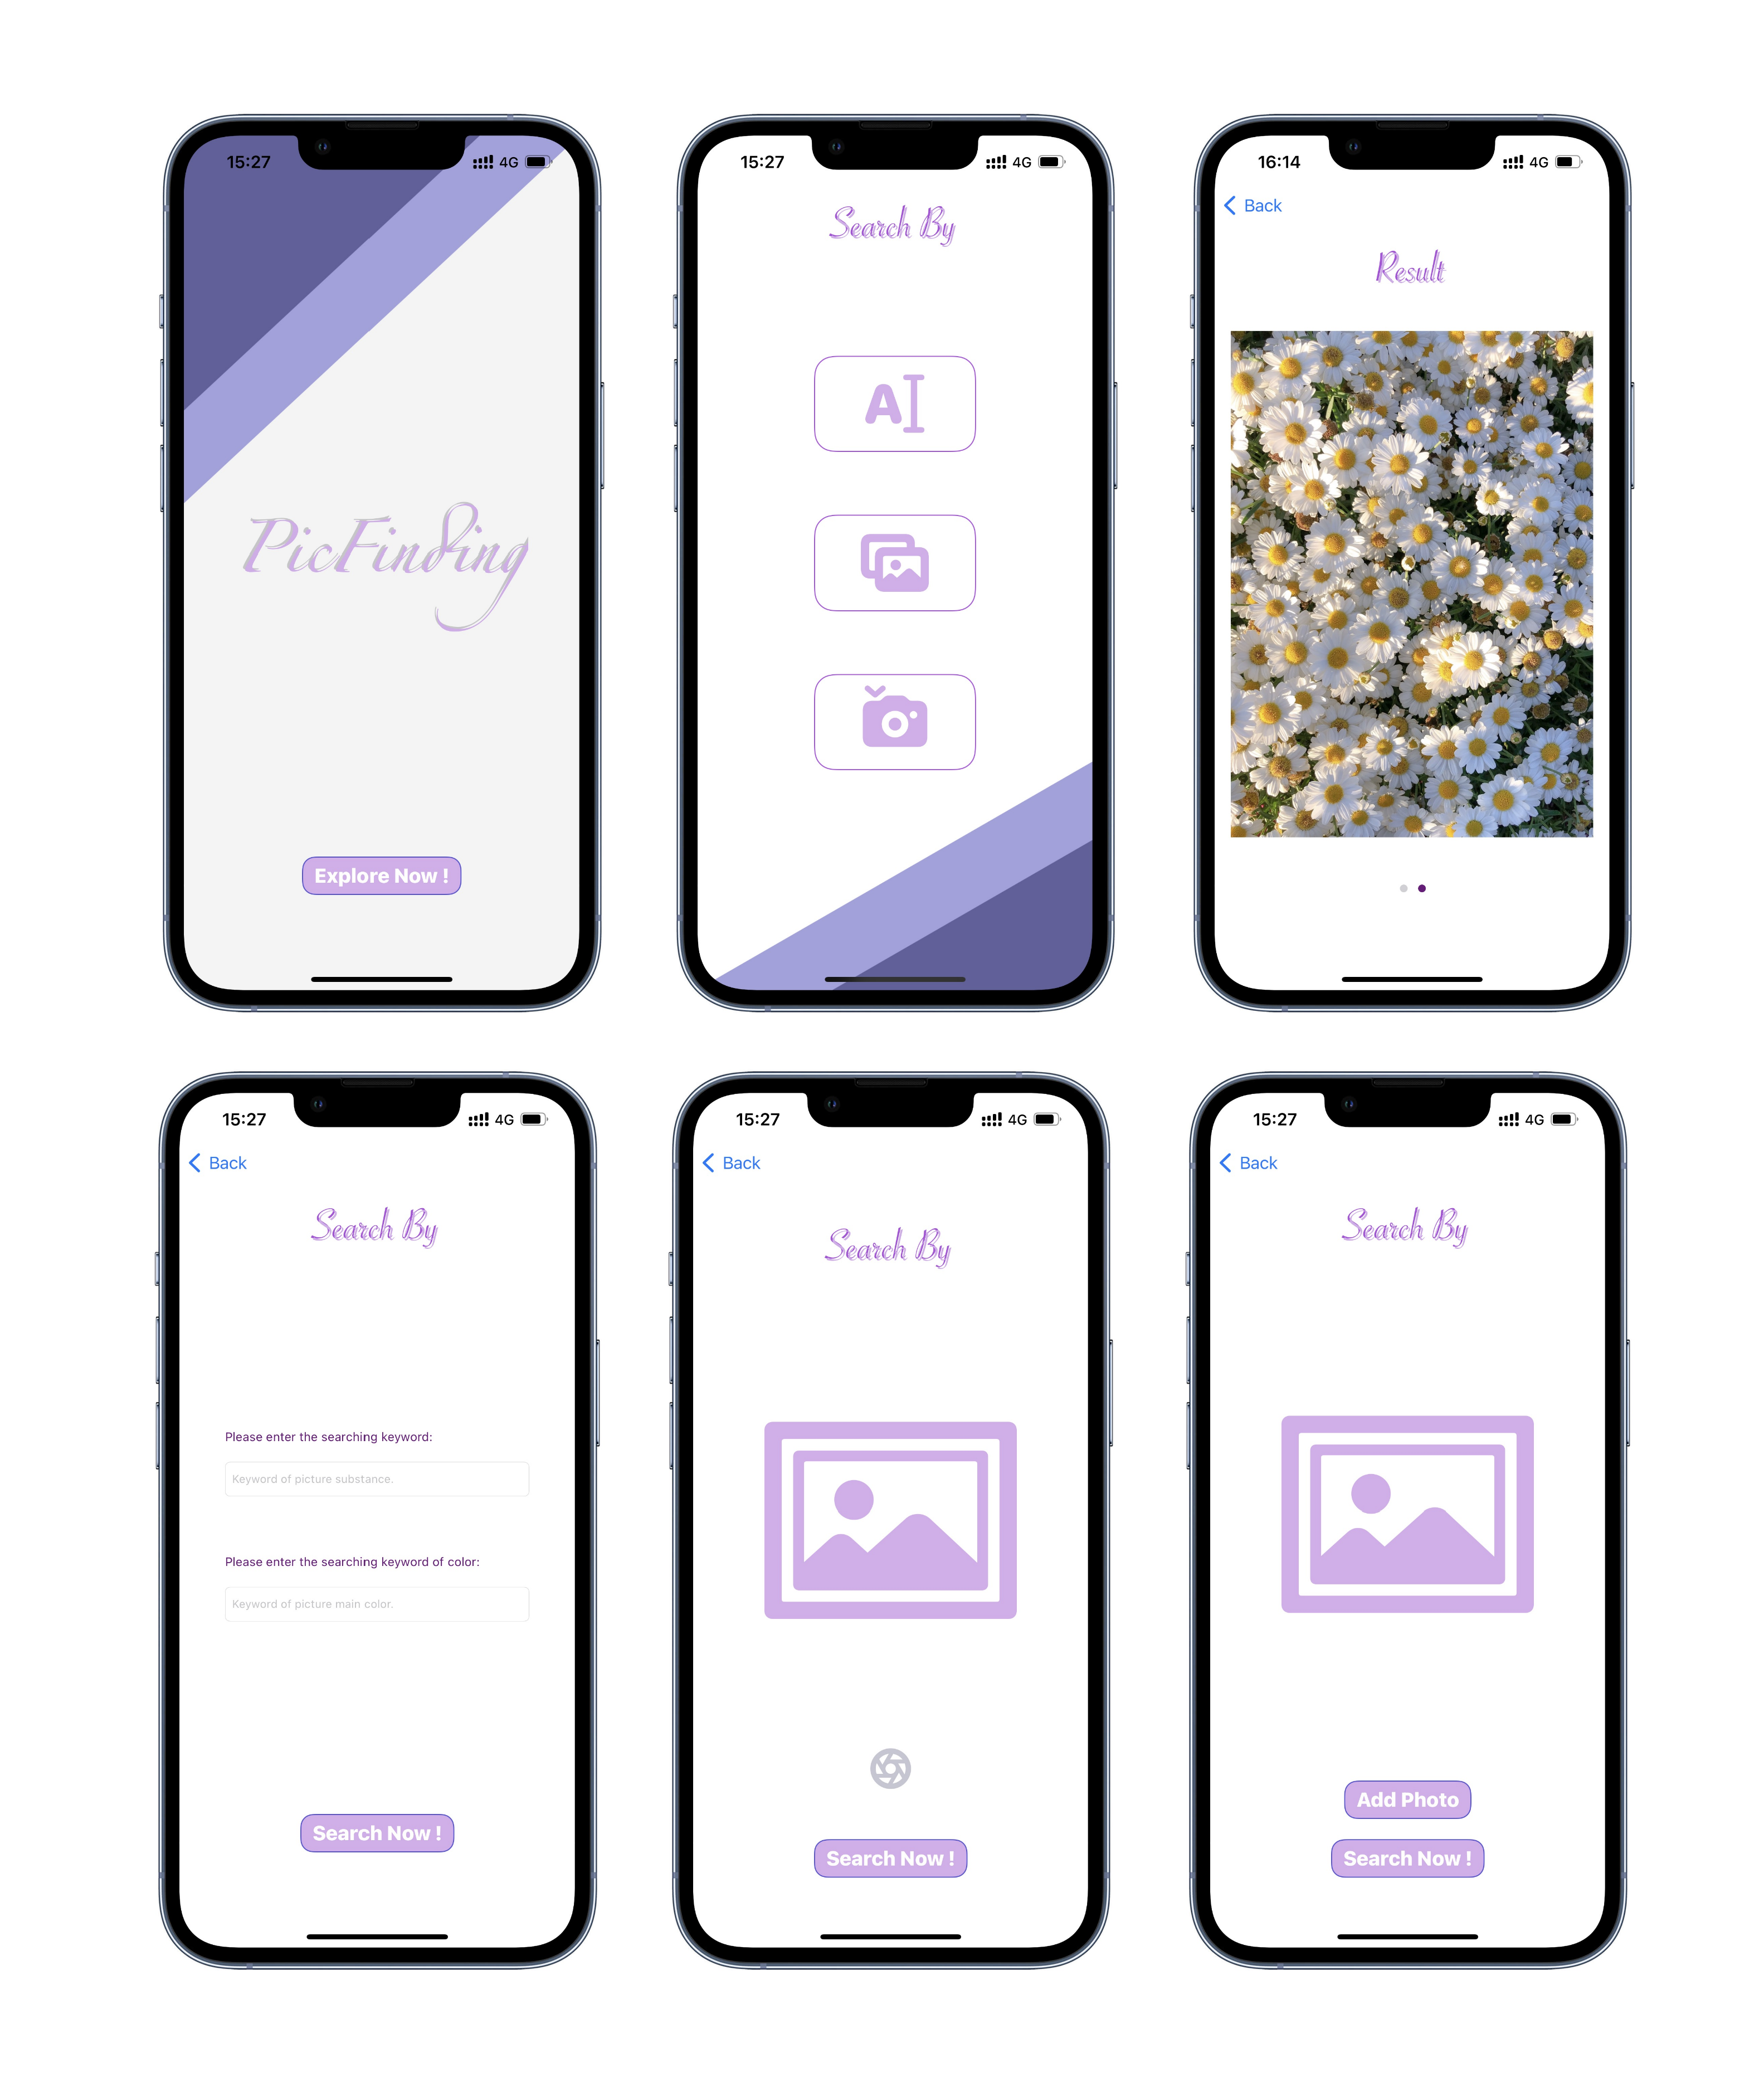 15:27
4G
PicFinding
Explore Now !
15:27
4G
Search By
A
16:14
4G
Back
Result
15:27
4G
Back
Search By
Please enter the searching keyword:
Keyword of picture substance.
Please enter the searching keyword of color:
Keyword of picture main color.
Search Now !
15:27
4G
Back
Search By
Search Now !
15:27
4G
Back
Search By
Add Photo
Search Now !